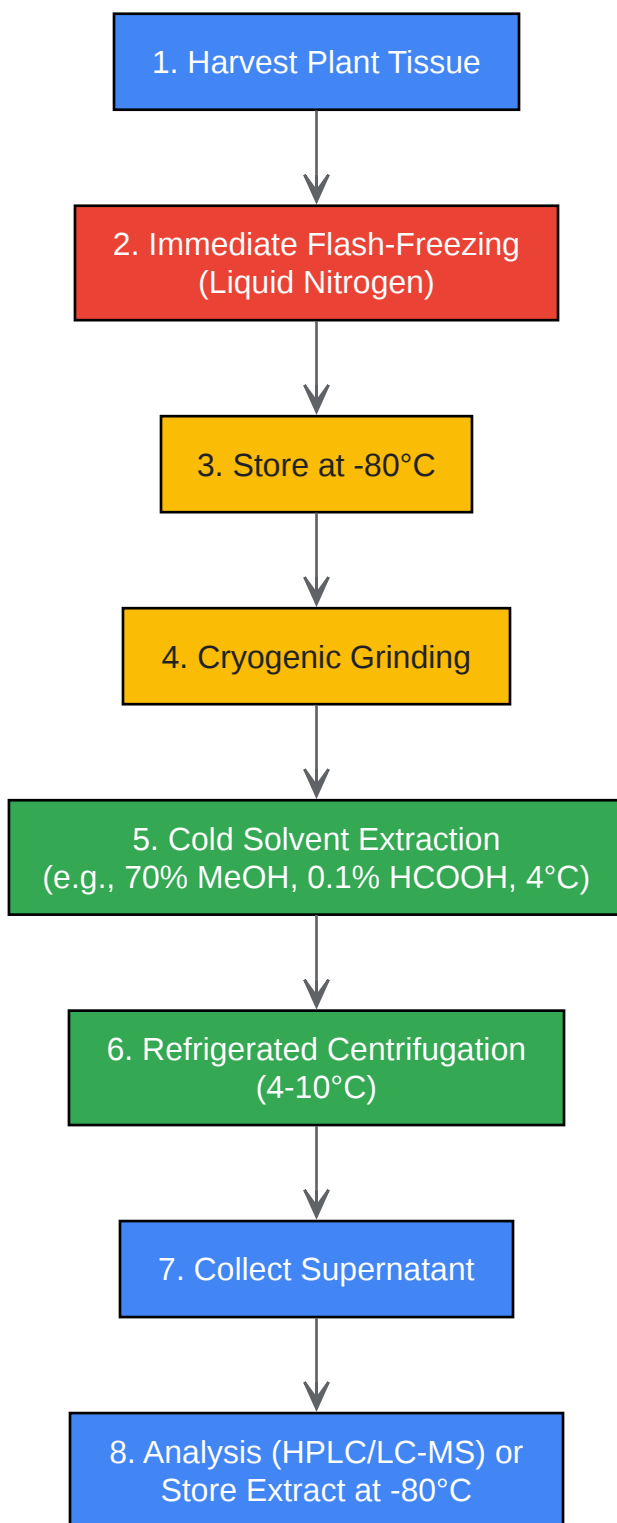 1. Harvest Plant Tissue
2. Immediate Flash-Freezing
(Liquid Nitrogen)
3. Store at -80°C
4. Cryogenic Grinding
5. Cold Solvent Extraction
(e.g., 70% MeOH, 0.1% HCOOH, 4°C)
6. Refrigerated Centrifugation
(4-10°C)
7. Collect Supernatant
8. Analysis (HPLC/LC-MS) or
Store Extract at -80°C